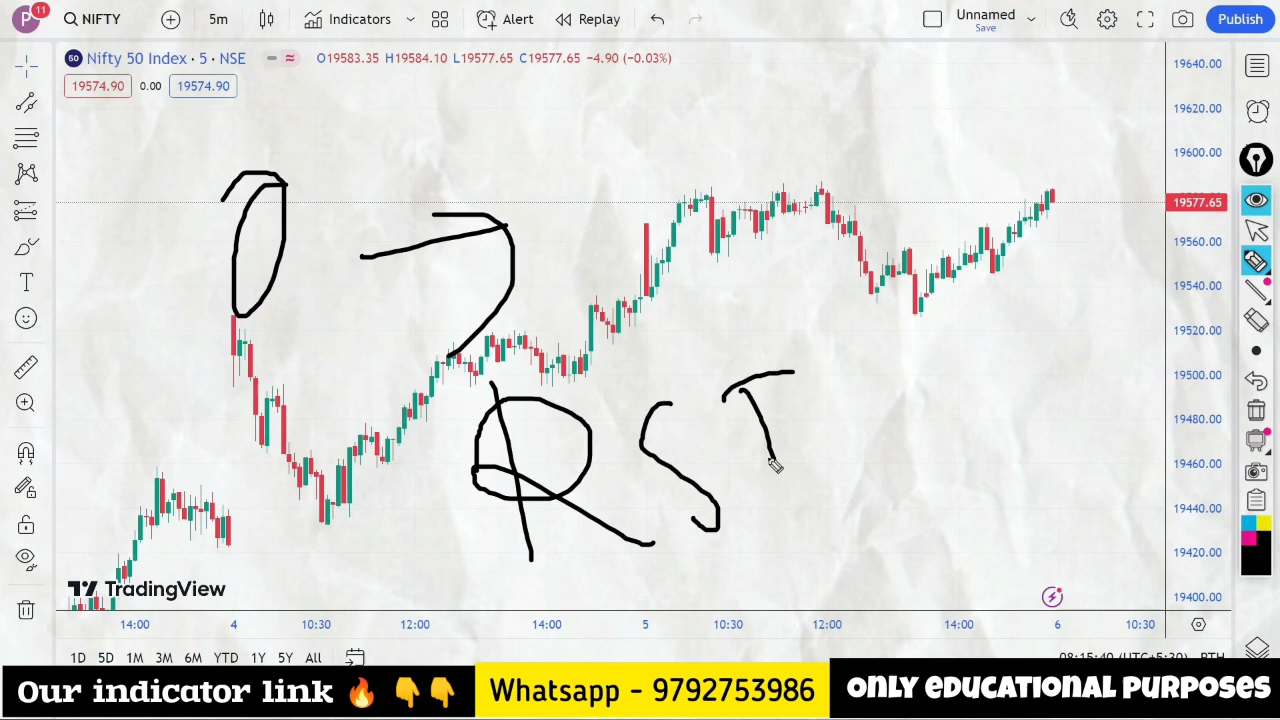 P 11 NIFTY 5m Indicators Alert Replay Unnamed Save Publish
50 Nifty 50 Index · 5 · NSE O19583.35 H19584.10 L19577.65 C19577.65 −4.90 (−0.03%)
19574.90 0.00 19574.90
19640.00
19620.00
19600.00
19577.65
19560.00
19540.00
19520.00
19500.00
19480.00
19460.00
19440.00
19420.00
19400.00
RST
TradingView
14:00 4 10:30 12:00 14:00 5 10:30 12:00 14:00 6 10:30
1D 5D 1M 3M 6M YTD 1Y 5Y All
Our indicator link 🔥 👇👇 Whatsapp - 9792753986 ONLY EDUCATIONAL PURPOSES